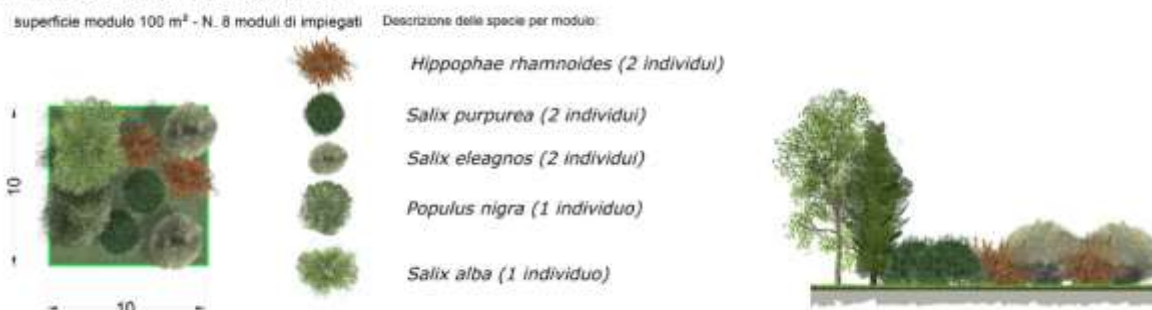 superficie modulo 100 m² - N. 8 moduli di impiegati
Descrizione delle specie per modulo:
Hippophae rhamnoides (2 individui)
Salix purpurea (2 individui)
Salix eleagnos (2 individui)
Populus nigra (1 individuo)
Salix alba (1 individuo)
10
10